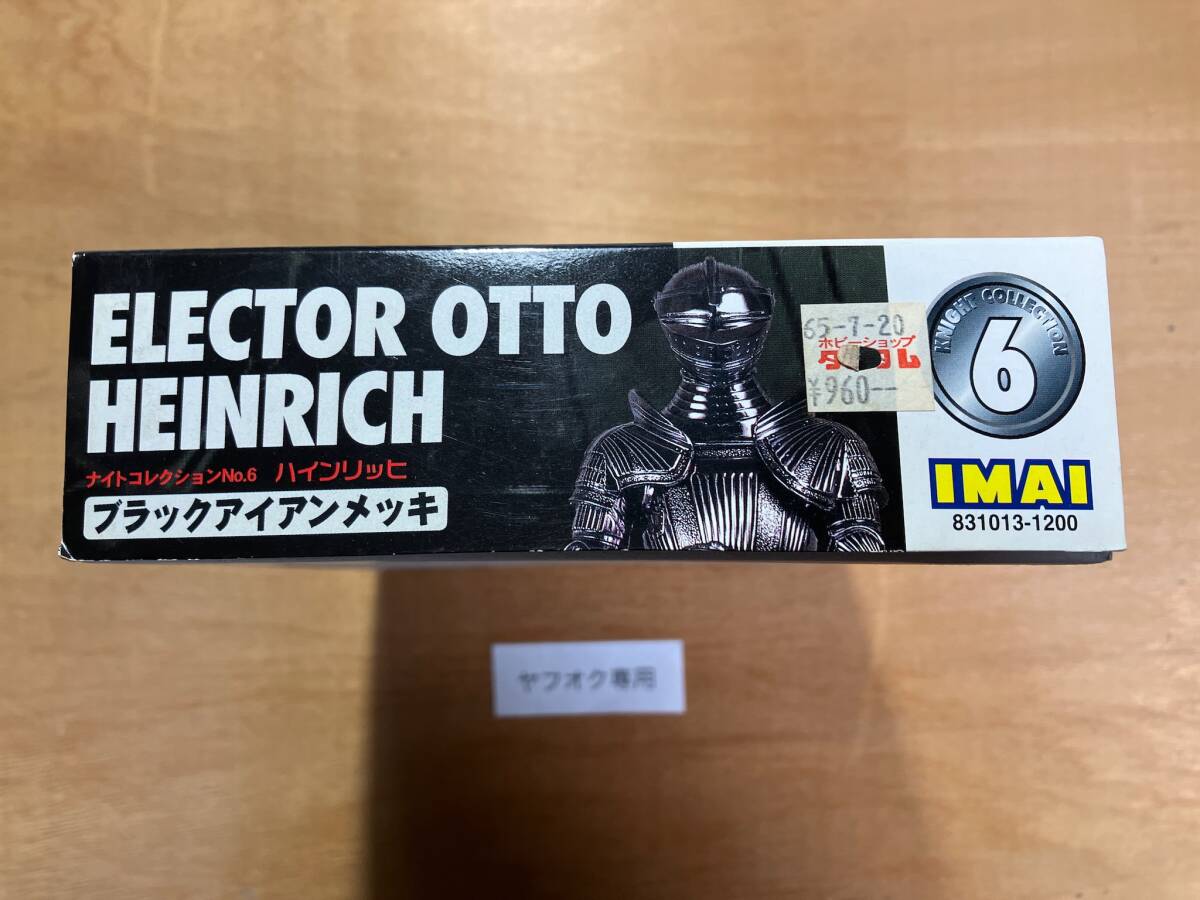 ELECTOR OTTO
HEINRICH
ナイトコレクションNo.6 ハインリッヒ
ブラックアイアンメッキ
65-7-20
ホビーショップ
ム
¥960--
KNIGHT COLLECTION
6
IMAI
831013-1200
ヤフオク専用